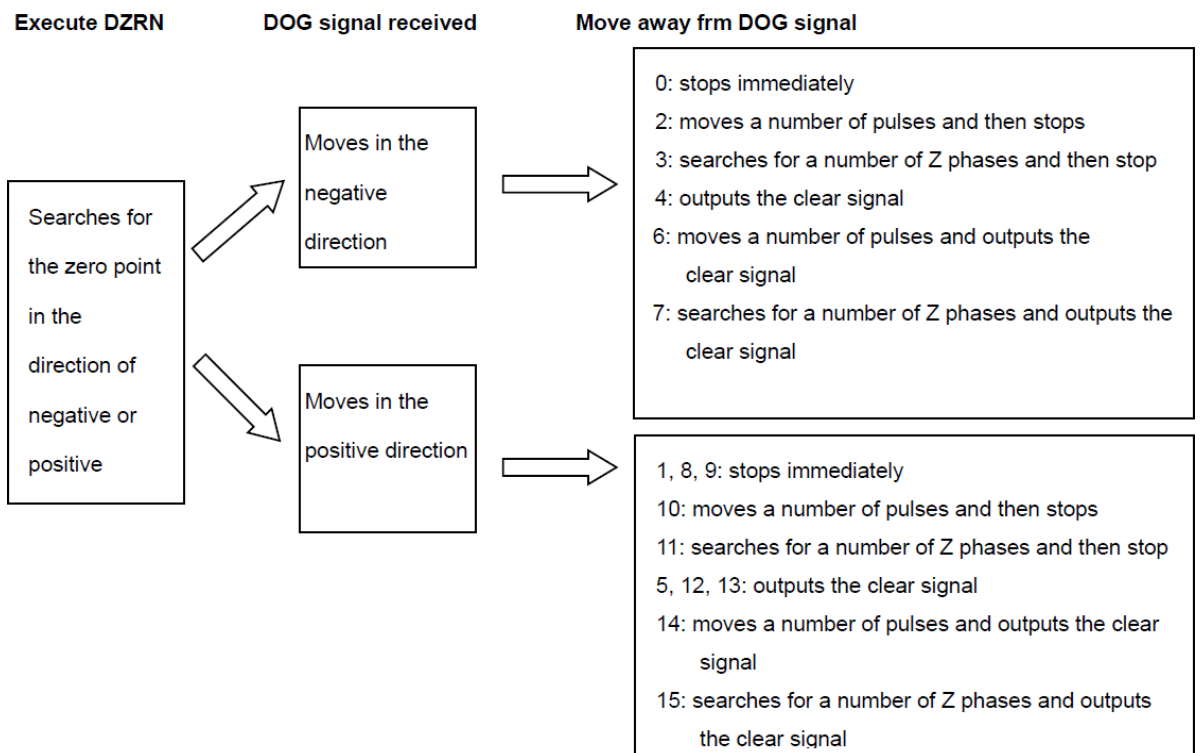 Execute DZRN
DOG signal received
Move away frm DOG signal
Searches for
the zero point
in the
direction of
negative or
positive
Moves in the
negative
direction
Moves in the
positive direction
0: stops immediately
2: moves a number of pulses and then stops
3: searches for a number of Z phases and then stop
4: outputs the clear signal
6: moves a number of pulses and outputs the
clear signal
7: searches for a number of Z phases and outputs the
clear signal
1, 8, 9: stops immediately
10: moves a number of pulses and then stops
11: searches for a number of Z phases and then stop
5, 12, 13: outputs the clear signal
14: moves a number of pulses and outputs the clear
signal
15: searches for a number of Z phases and outputs
the clear signal